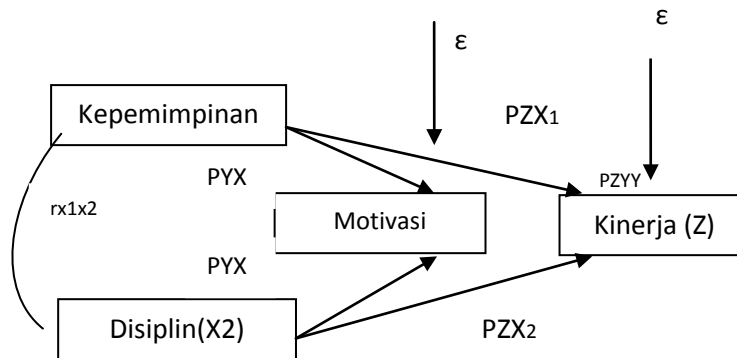 ε
ε
Kepemimpinan
PZX1
PYX
PZYY
rx1x2
Motivasi
Kinerja (Z)
PYX
Disiplin(X2)
PZX2